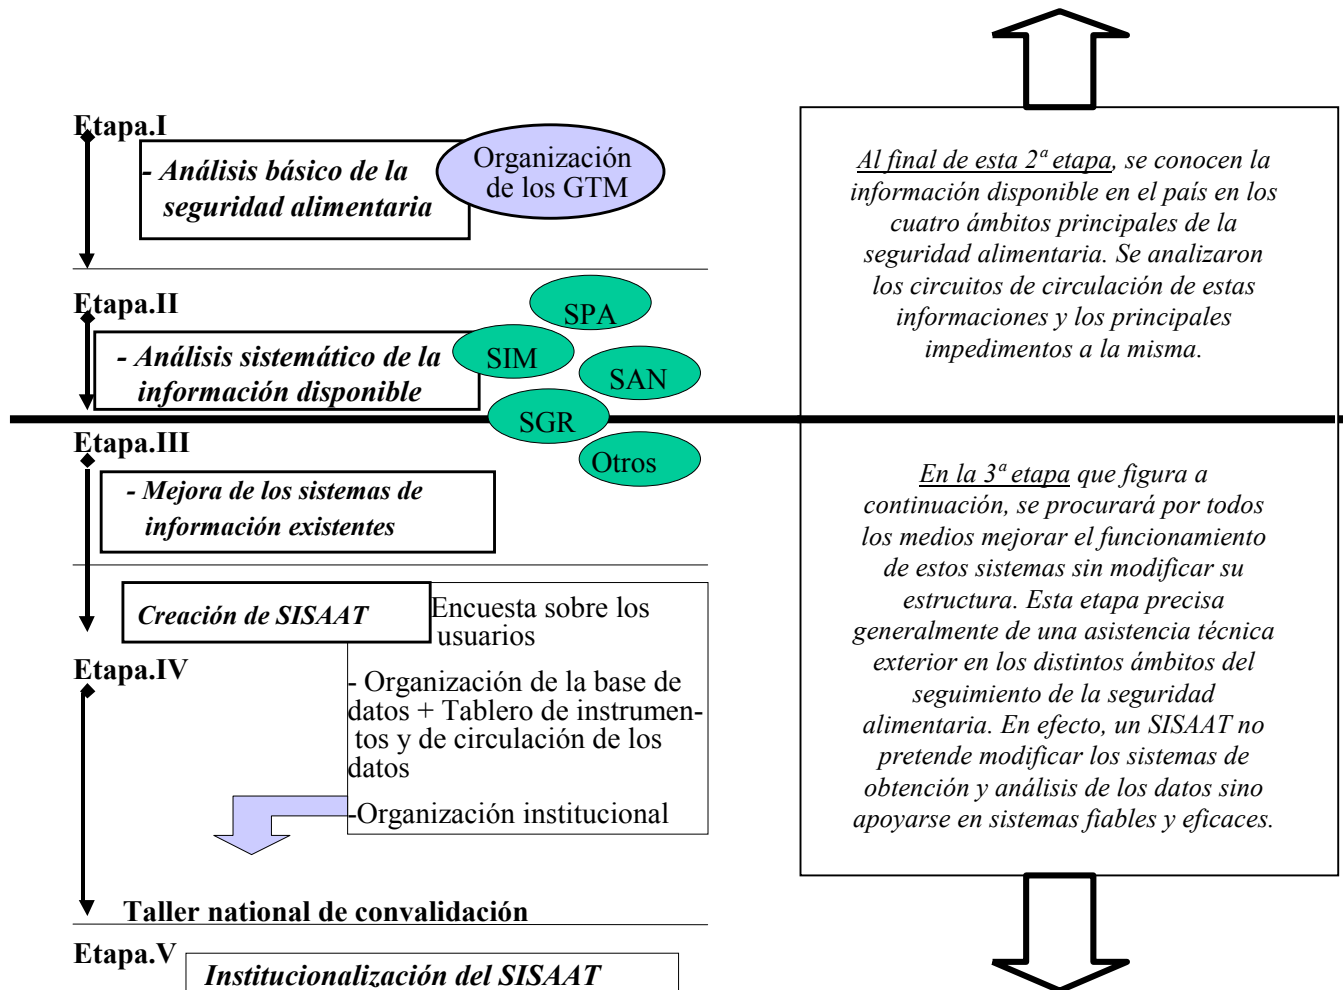 Etapa.I
- Análisis básico de la
seguridad alimentaria
Organización
de los GTM
Etapa.II
- Análisis sistemático de la
información disponible
SPA
SIM
SAN
SGR
Otros
Etapa.III
- Mejora de los sistemas de
información existentes
Creación de SISAAT
Encuesta sobre los
usuarios
- Organización de la base de
datos + Tablero de instrumen-
tos y de circulación de los
datos
-Organización institucional
Etapa.IV
Taller national de convalidación
Etapa.V
Institucionalización del SISAAT
Al final de esta 2ª etapa, se conocen la
información disponible en el país en los
cuatro ámbitos principales de la
seguridad alimentaria. Se analizaron
los circuitos de circulación de estas
informaciones y los principales
impedimentos a la misma.
En la 3ª etapa que figura a
continuación, se procurará por todos
los medios mejorar el funcionamiento
de estos sistemas sin modificar su
estructura. Esta etapa precisa
generalmente de una asistencia técnica
exterior en los distintos ámbitos del
seguimiento de la seguridad
alimentaria. En efecto, un SISAAT no
pretende modificar los sistemas de
obtención y análisis de los datos sino
apoyarse en sistemas fiables y eficaces.